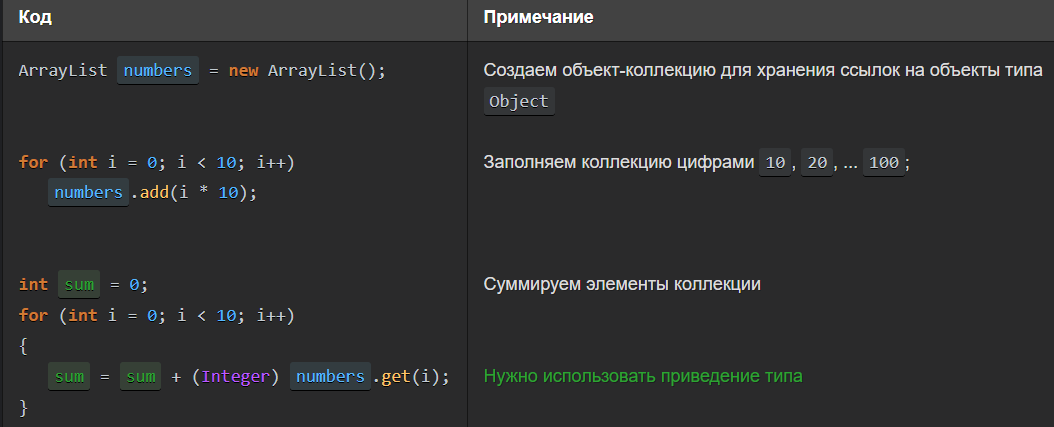 Код Примечание
ArrayList numbers = new ArrayList(); Создаем объект-коллекцию для хранения ссылок на объекты типа
Object
for (int i = 0; i < 10; i++) Заполняем коллекцию цифрами 10, 20, ... 100;
numbers.add(i * 10);
int sum = 0; Суммируем элементы коллекции
for (int i = 0; i < 10; i++)
{
sum = sum + (Integer) numbers.get(i); Нужно использовать приведение типа
}